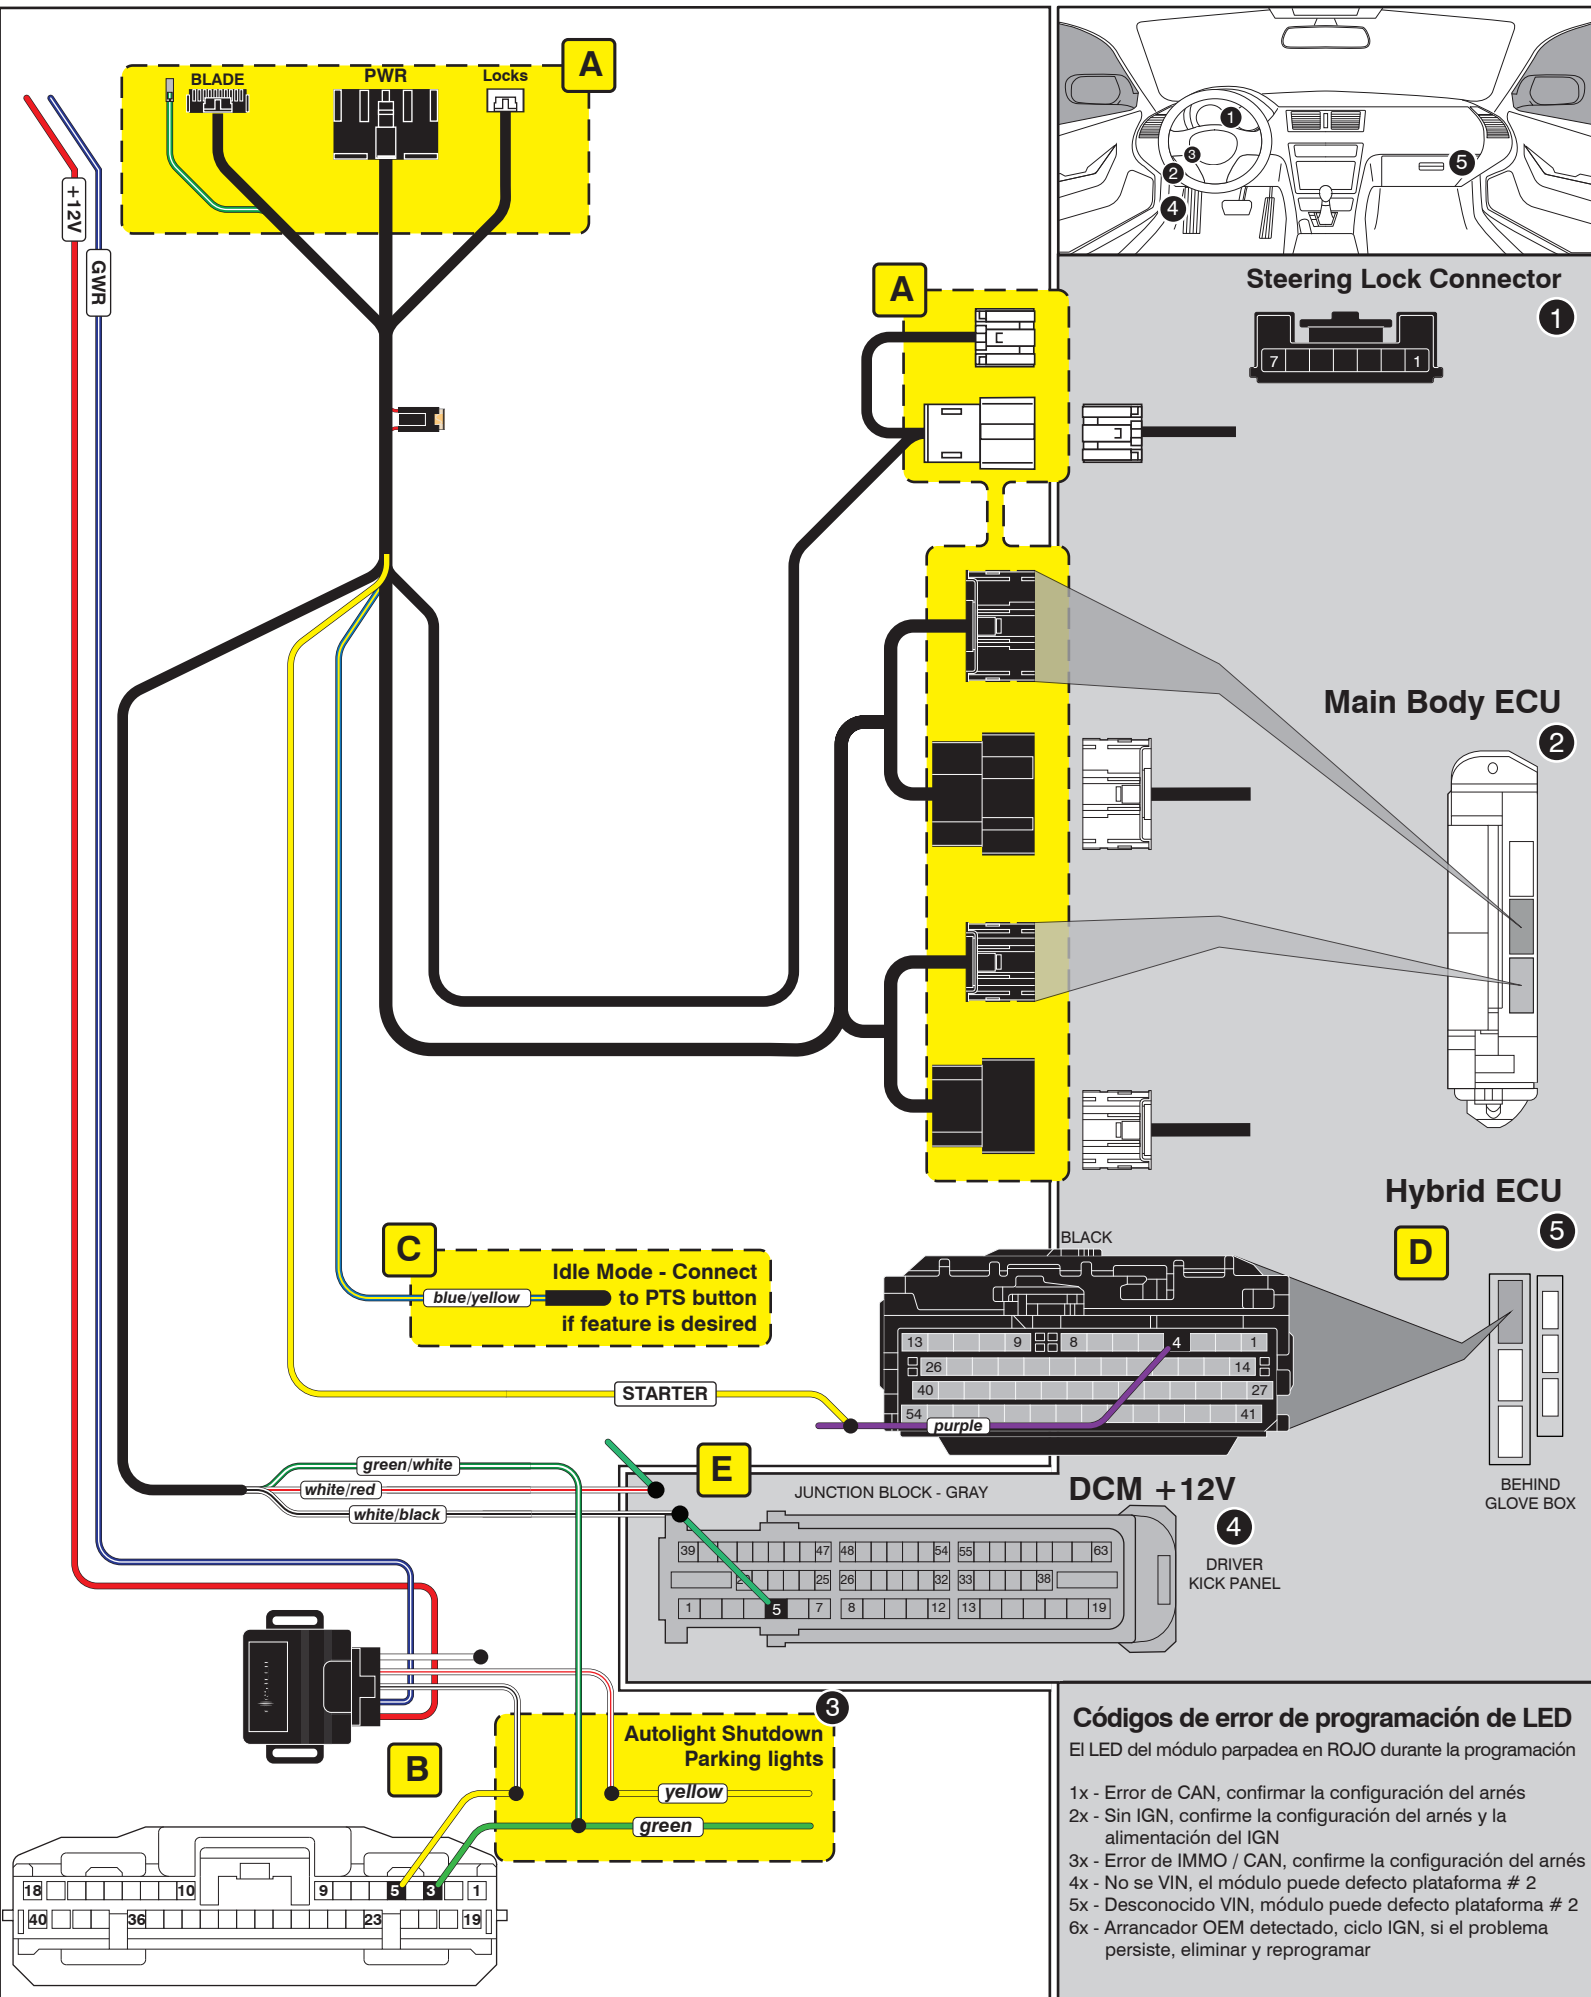 A
BLADE
PWR
Locks
+12V
GWR
1
3
2
4
5
A
Steering Lock Connector
1
7
1
Main Body ECU
2
Hybrid ECU
5
D
BLACK
C
Idle Mode - Connect
blue/yellow
to PTS button
if feature is desired
13
9
8
4
1
26
14
40
27
54
41
STARTER
purple
BEHIND
GLOVE BOX
green/white
white/red
white/black
E
JUNCTION BLOCK - GRAY
DCM +12V
4
DRIVER
KICK PANEL
39
47
48
54
55
63
25
26
32
33
38
1
5
7
8
12
13
19
3
Autolight Shutdown
Parking lights
B
yellow
green
18
10
9
5
3
1
40
36
23
19
Códigos de error de programación de LED
El LED del módulo parpadea en ROJO durante la programación
1x - Error de CAN, confirmar la configuración del arnés
2x - Sin IGN, confirme la configuración del arnés y la
alimentación del IGN
3x - Error de IMMO / CAN, confirme la configuración del arnés
4x - No se VIN, el módulo puede defecto plataforma # 2
5x - Desconocido VIN, módulo puede defecto plataforma # 2
6x - Arrancador OEM detectado, ciclo IGN, si el problema
persiste, eliminar y reprogramar